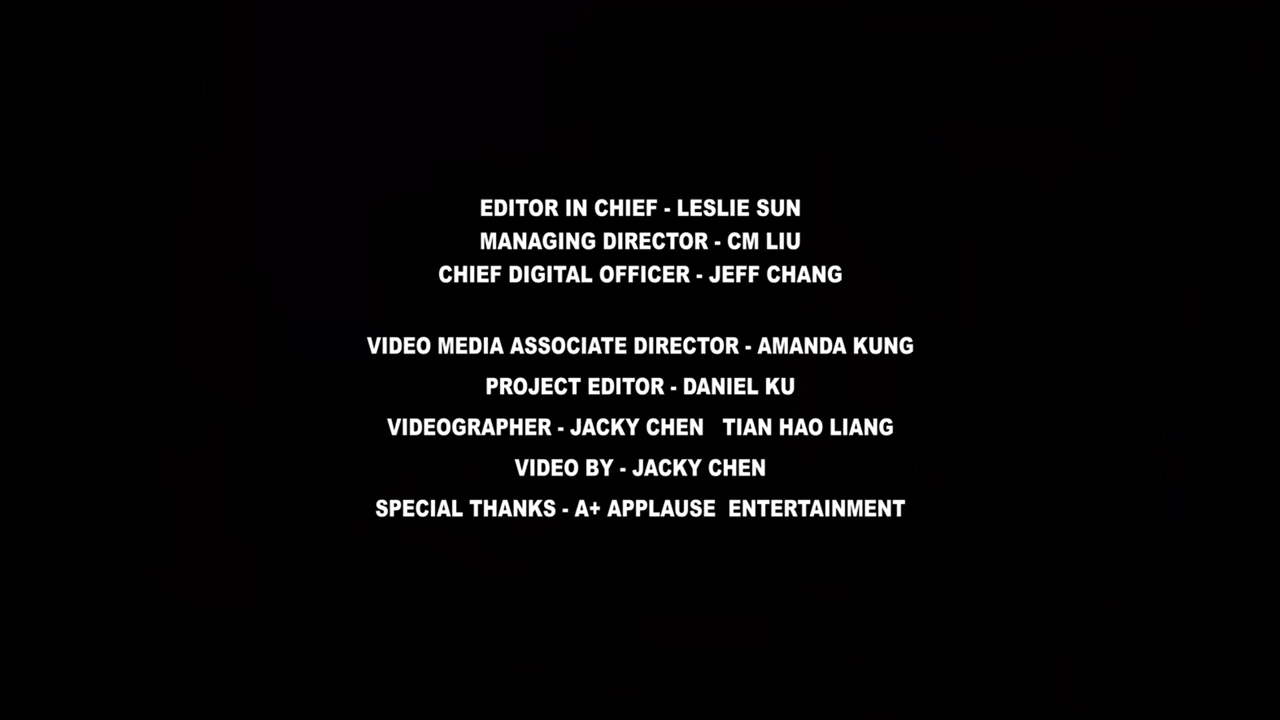 EDITOR IN CHIEF - LESLIE SUN
MANAGING DIRECTOR - CM LIU
CHIEF DIGITAL OFFICER - JEFF CHANG
VIDEO MEDIA ASSOCIATE DIRECTOR - AMANDA KUNG
PROJECT EDITOR - DANIEL KU
VIDEOGRAPHER - JACKY CHEN   TIAN HAO LIANG
VIDEO BY - JACKY CHEN
SPECIAL THANKS - A+ APPLAUSE  ENTERTAINMENT